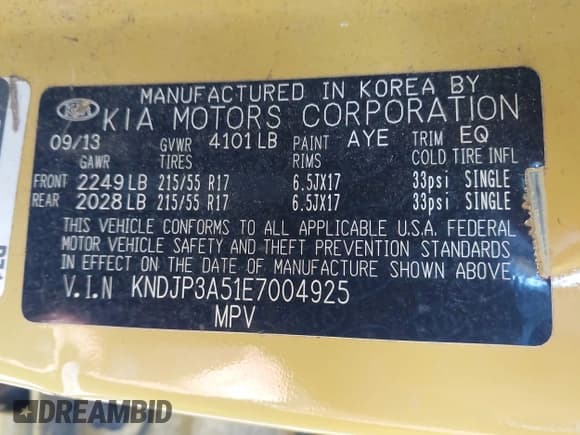 MANUFACTURED IN KOREA BY
KIA MOTORS CORPORATION
09/13 GVWR 4101 LB PAINT AYE TRIM EQ
GAWR TIRES RIMS COLD TIRE INFL
FRONT 2249 LB 215/55 R17 6.5JX17 33psi SINGLE
REAR 2028 LB 215/55 R17 6.5JX17 33psi SINGLE
THIS VEHICLE CONFORMS TO ALL APPLICABLE U.S.A. FEDERAL
MOTOR VEHICLE SAFETY AND THEFT PREVENTION STANDARDS
IN EFFECT ON THE DATE OF MANUFACTURE SHOWN ABOVE.
V.I.N KNDJP3A51E7004925
MPV
DREAMBID